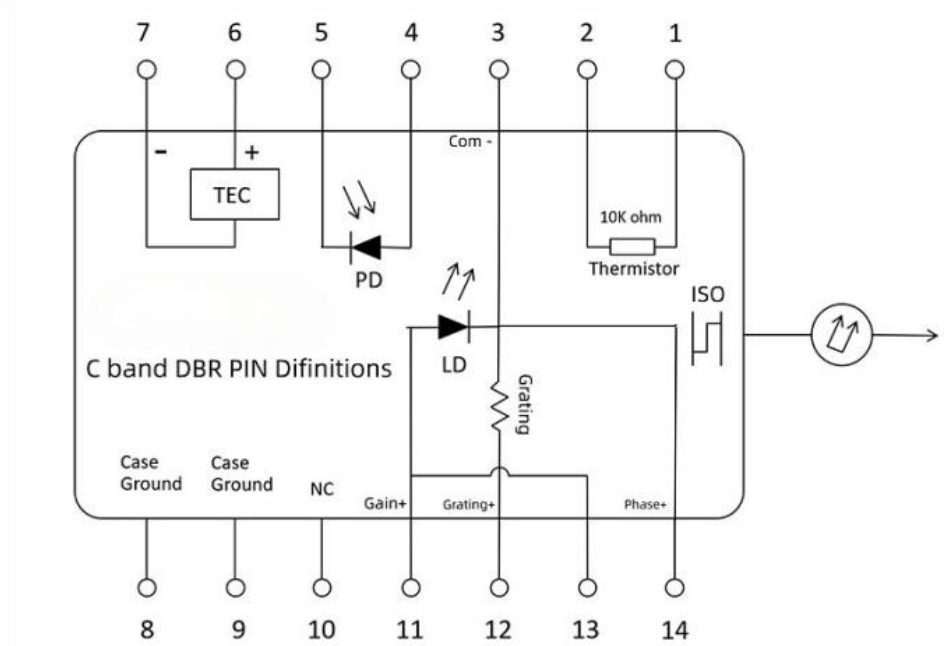 7 6 5 4 3 2 1
Com -
- +
TEC
10K ohm
PD
Thermistor
ISO
LD
C band DBR PIN Difinitions
Grating
Case Ground
Case Ground
NC
Gain+
Grating+
Phase+
8 9 10 11 12 13 14